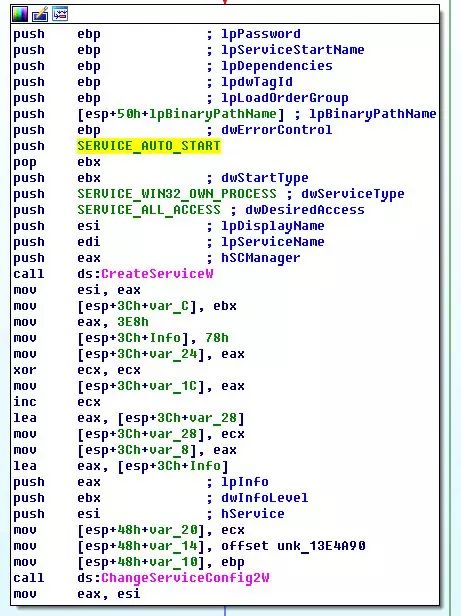 push ebp ; lpPassword
push ebp ; lpServiceStartName
push ebp ; lpDependencies
push ebp ; lpdwTagId
push ebp ; lpLoadOrderGroup
push [esp+50h+lpBinaryPathName] ; lpBinaryPathName
push ebp ; dwErrorControl
push SERVICE_AUTO_START
pop ebx
push ebx ; dwStartType
push SERVICE_WIN32_OWN_PROCESS ; dwServiceType
push SERVICE_ALL_ACCESS ; dwDesiredAccess
push esi ; lpDisplayName
push edi ; lpServiceName
push eax ; hSCManager
call ds:CreateServiceW
mov esi, eax
mov [esp+3Ch+var_C], ebx
mov eax, 3E8h
mov [esp+3Ch+Info], 78h
mov [esp+3Ch+var_24], eax
xor ecx, ecx
mov [esp+3Ch+var_1C], eax
inc ecx
lea eax, [esp+3Ch+var_28]
mov [esp+3Ch+var_28], ecx
mov [esp+3Ch+var_8], eax
lea eax, [esp+3Ch+Info]
push eax ; lpInfo
push ebx ; dwInfoLevel
push esi ; hService
mov [esp+48h+var_20], ecx
mov [esp+48h+var_14], offset unk_13E4A90
mov [esp+48h+var_10], ebp
call ds:ChangeServiceConfig2W
mov eax, esi